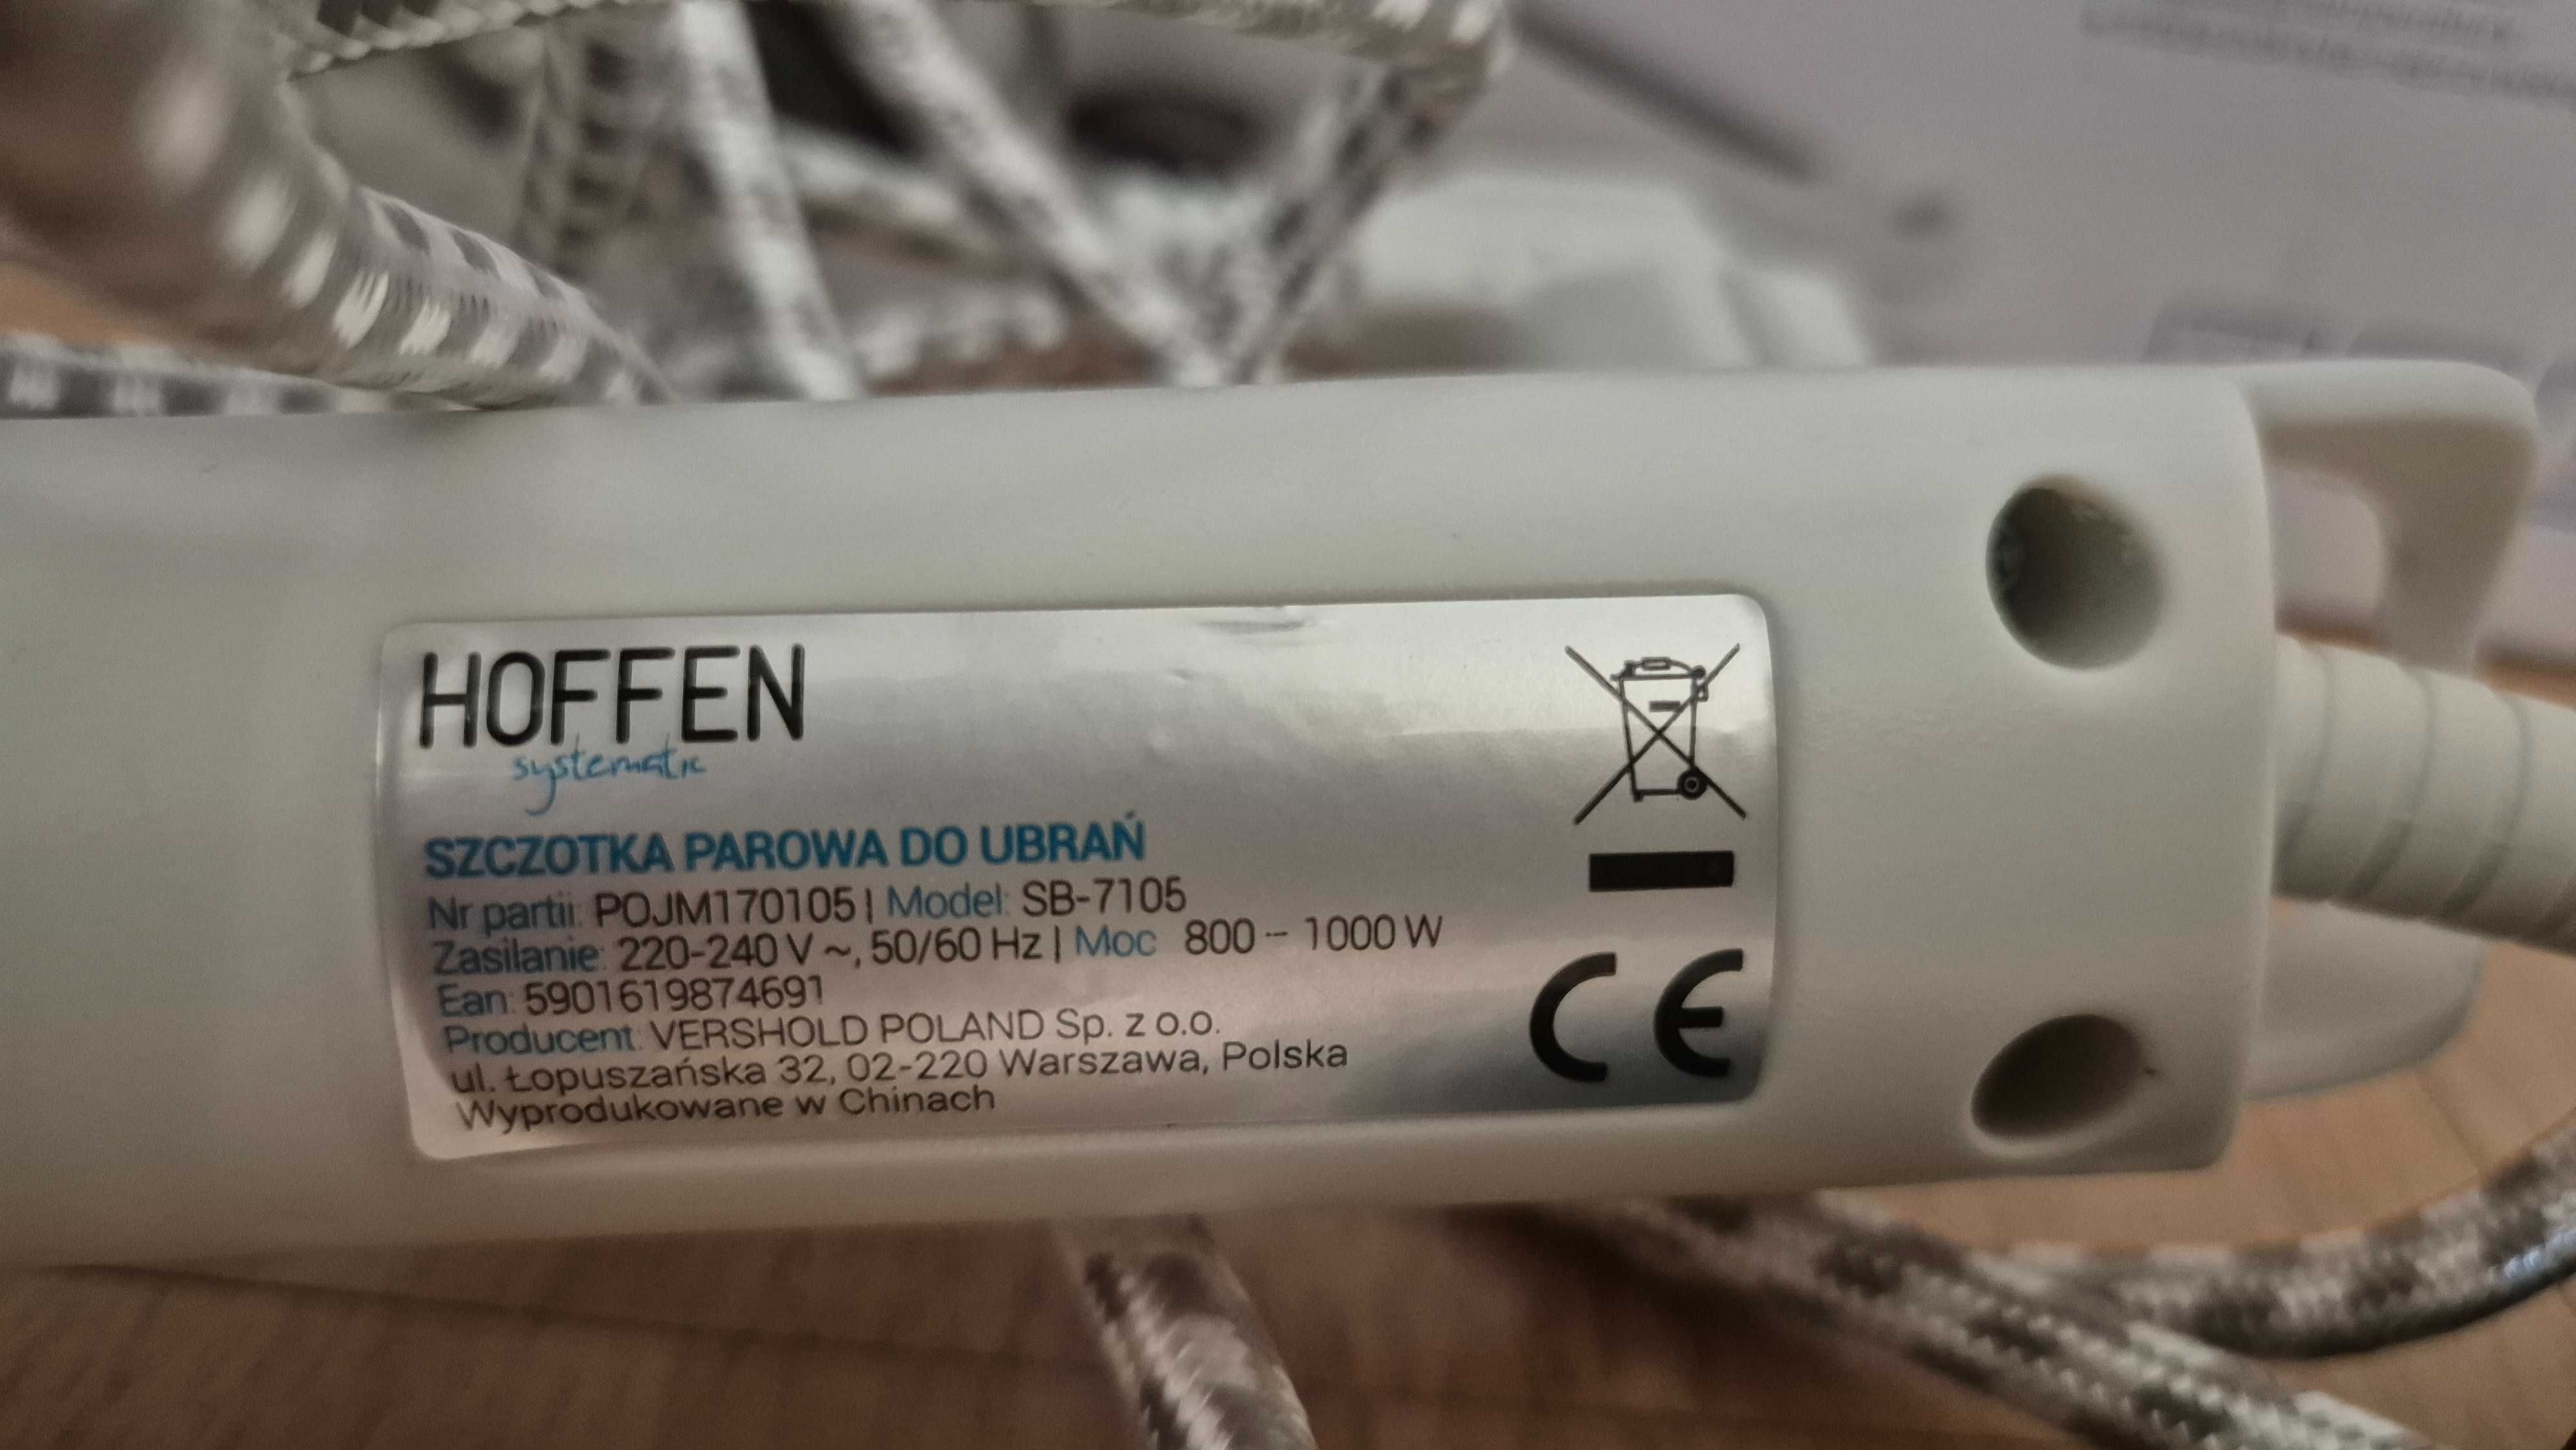 HOFFEN
systematic
SZCZOTKA PAROWA DO UBRAŃ
Nr partii: POJM170105 | Model: SB-7105
Zasilanie: 220-240 V ~, 50/60 Hz | Moc 800 - 1000 W
Ean: 5901619874691
Producent: VERSHOLD POLAND Sp. z o.o.
ul. Łopuszańska 32, 02-220 Warszawa, Polska
Wyprodukowane w Chinach
CE